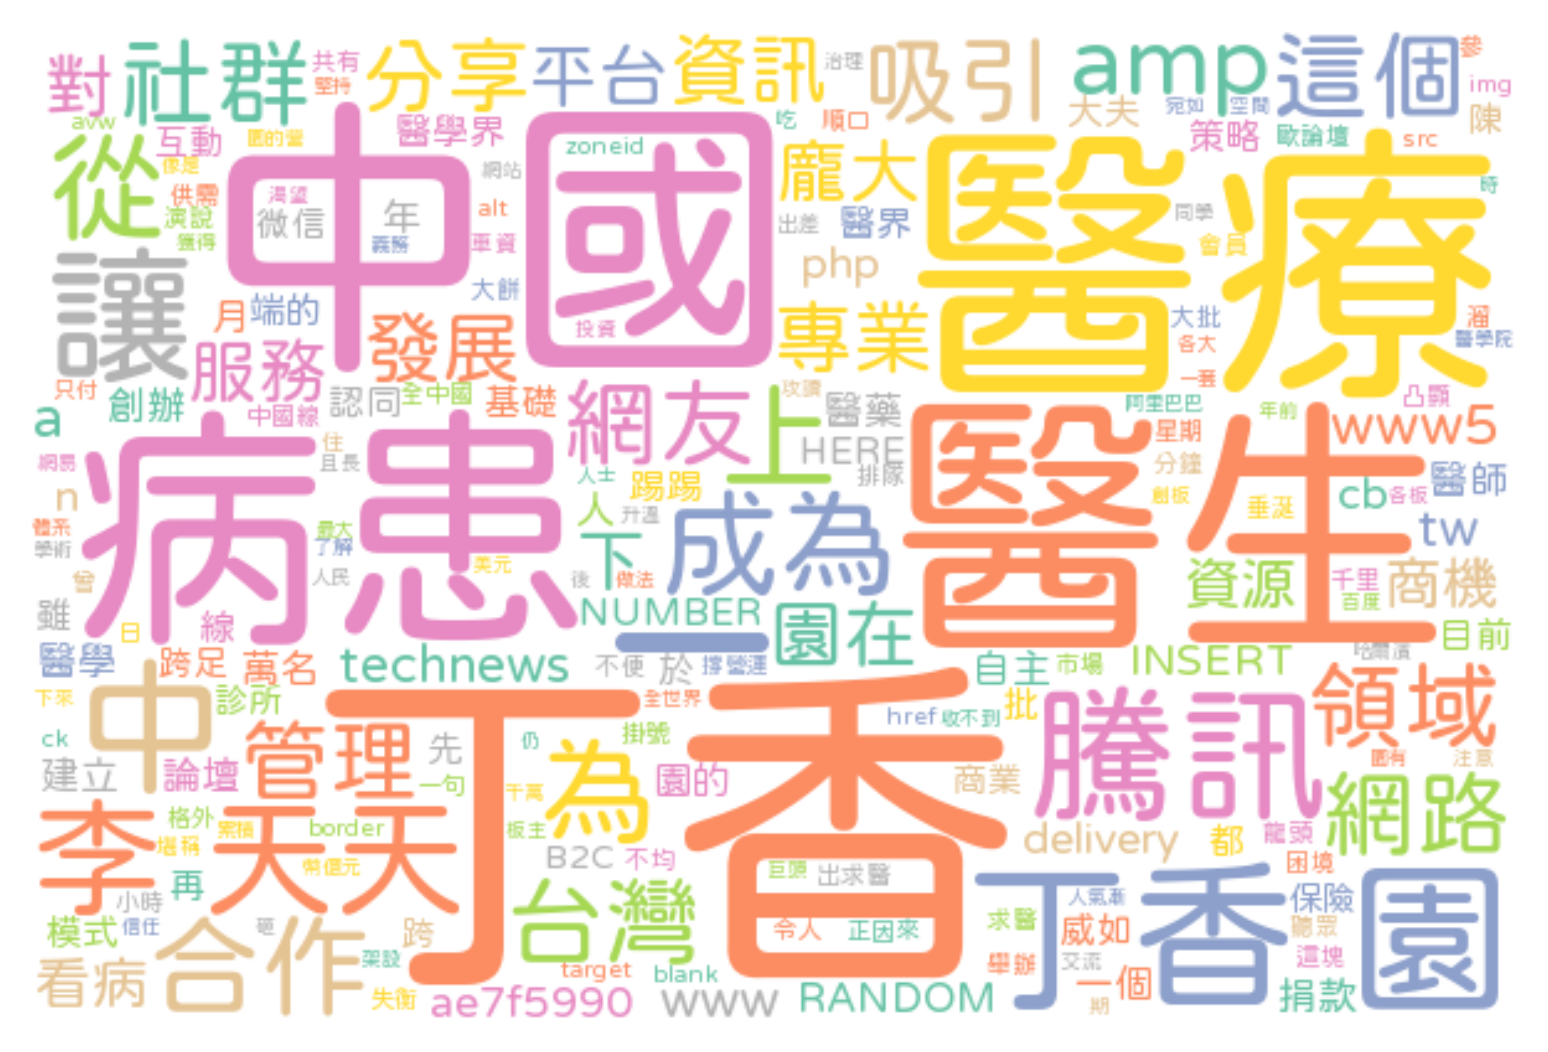 對
社群
共有
堅持
分享
平台
資訊
治理
吸引
amp
這個
參
img
大夫
宛如
空間
陳
avw
互動
園的營
醫學界
吃
順口
策略
歐論壇
src
從
像是
zoneid
網站
龐大
醫療
時
中國
供需
渴望
微信
年
義務
演說
獲得
alt
車資
出差
醫界
同學
會員
讓
php
大餅
月
端的
投資
專業
大批
溜
醫學院
發展
服務
各大
一套
只付
創辦
認同
全中國
基礎
網友
上
攻讀
醫藥
阿里巴巴
年前
凸顯
a
中國線
HERE
星期
www5
網易
住
且長
病患
人士
踢踢
排隊
醫生
分鐘
創板
垂涎
cb
各板
醫師
n
體系
學術
最大
了解
人
升溫
成為
tw
曾
人民
美元
下
後
做法
資源
千里
百度
商機
雖
日
線
NUMBER
一
園在
目前
醫學
跨足
萬名
technews
不便
於
撐營運
自主
市場
INSERT
哈爾濱
下來
中
診所
丁香
全世界
href
收不到
批
騰訊
領域
ck
建立
論壇
管理
先
一句
仍
掛號
為
園的
商業
園有
注意
千萬
網路
李
格外
堪稱
累積
天天
border
幣億元
板主
B2C
不均
delivery
都
龍頭
困境
小時
再
巨頭
出求醫
丁香園
人氣漸
保險
模式
信任
合作
砸
跨
台灣
令人
正因來
求醫
威如
聽眾
看病
架設
失衡
target
blank
舉辦
交流
一個
這塊
ae7f5990
www
RANDOM
期
捐款